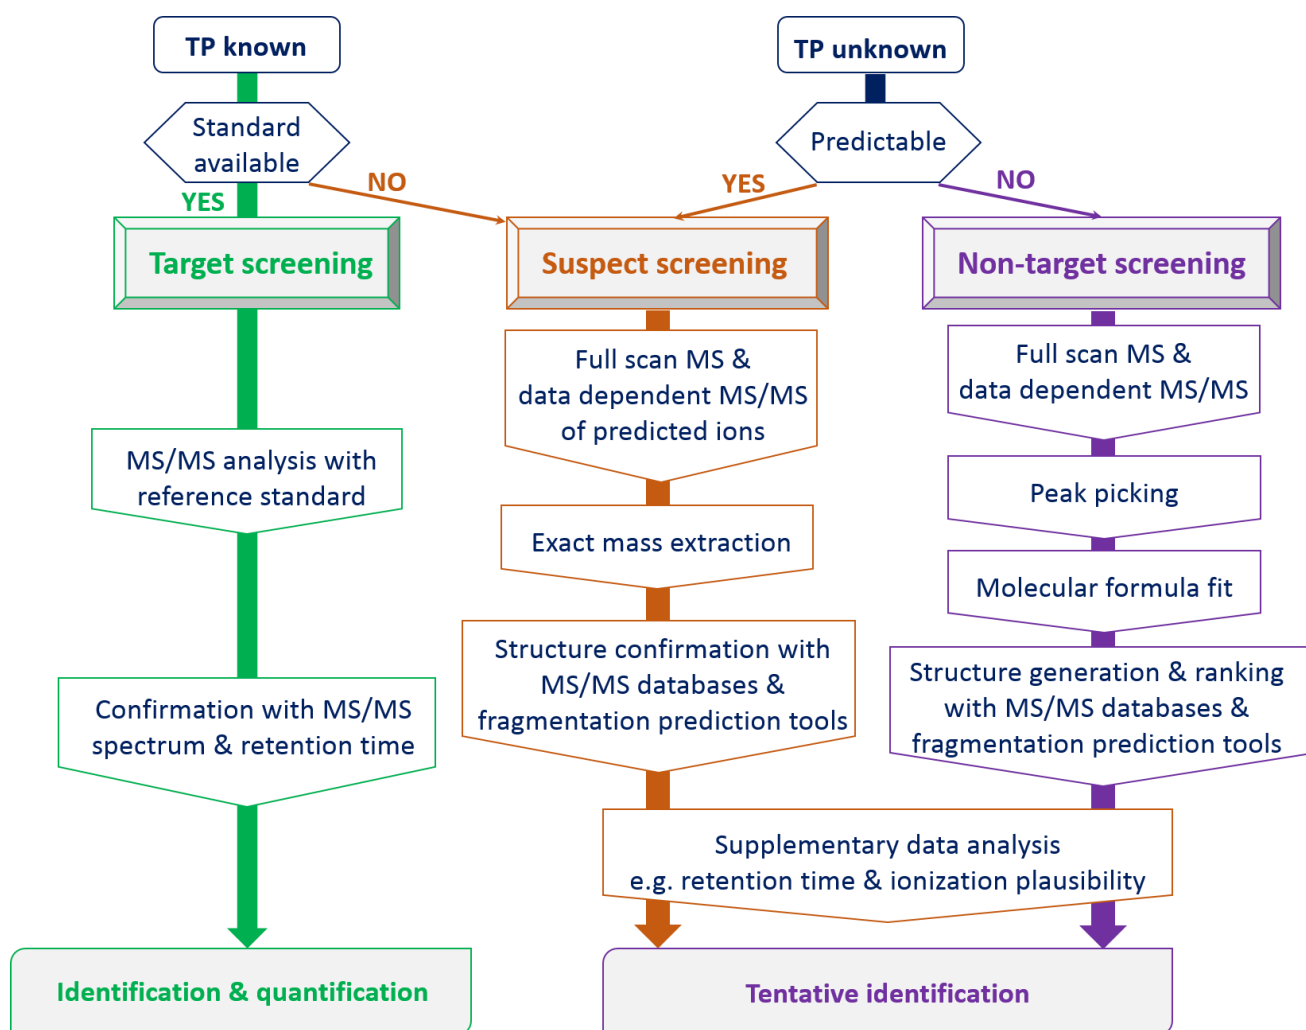 TP known
TP unknown
Standard
available
Predictable
YES
NO
YES
NO
Target screening
Suspect screening
Non-target screening
MS/MS analysis with
reference standard
Confirmation with MS/MS
spectrum & retention time
Full scan MS &
data dependent MS/MS
of predicted ions
Exact mass extraction
Structure confirmation with
MS/MS databases &
fragmentation prediction tools
Full scan MS &
data dependent MS/MS
Peak picking
Molecular formula fit
Structure generation & ranking
with MS/MS databases &
fragmentation prediction tools
Supplementary data analysis
e.g. retention time & ionization plausibility
Identification & quantification
Tentative identification